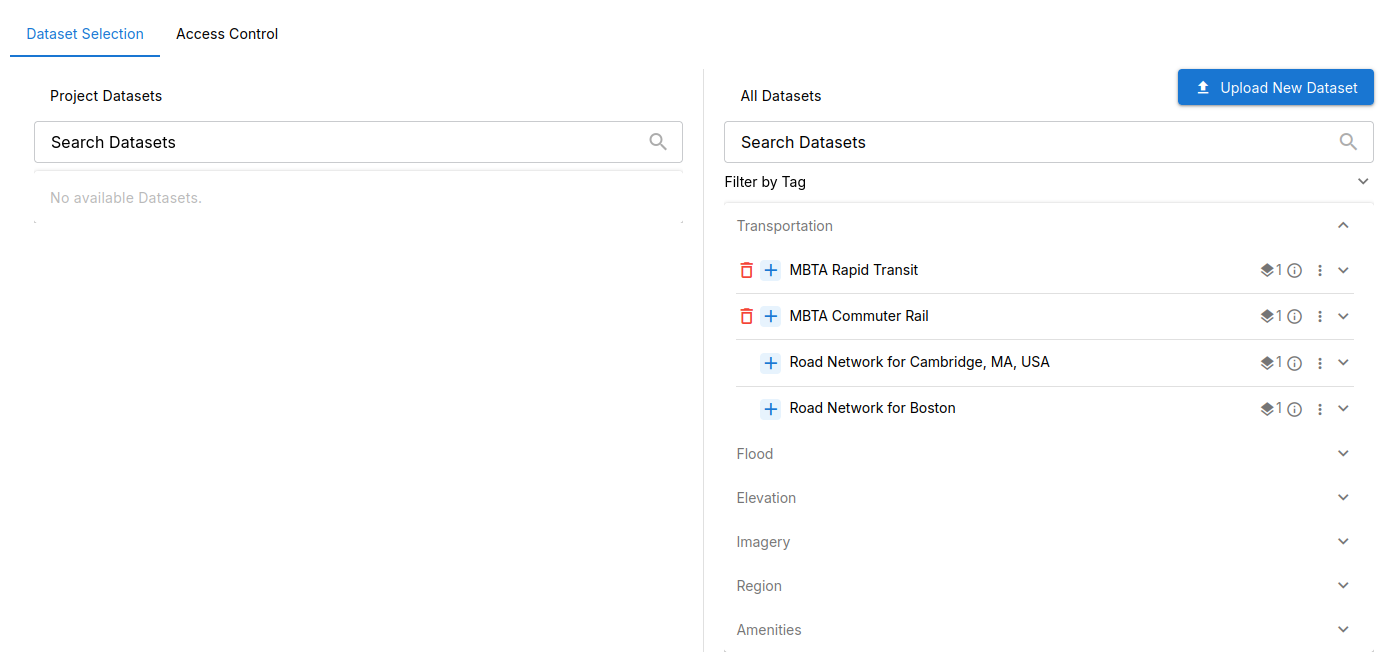 Dataset Selection
Access Control
Project Datasets
Search Datasets
No available Datasets.
All Datasets
Upload New Dataset
Search Datasets
Filter by Tag
Transportation
MBTA Rapid Transit 1
MBTA Commuter Rail 1
Road Network for Cambridge, MA, USA 1
Road Network for Boston 1
Flood
Elevation
Imagery
Region
Amenities